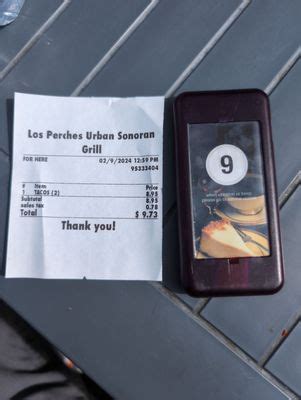 Los Perches Urban Sonoran
Grill
FOR HERE 02/9/2024 12:59 PM
95333404
# Item Price
1 TACOS (2) 8.95
Subtotal 8.95
sales tax 0.78
Total $ 9.73
Thank you!
9